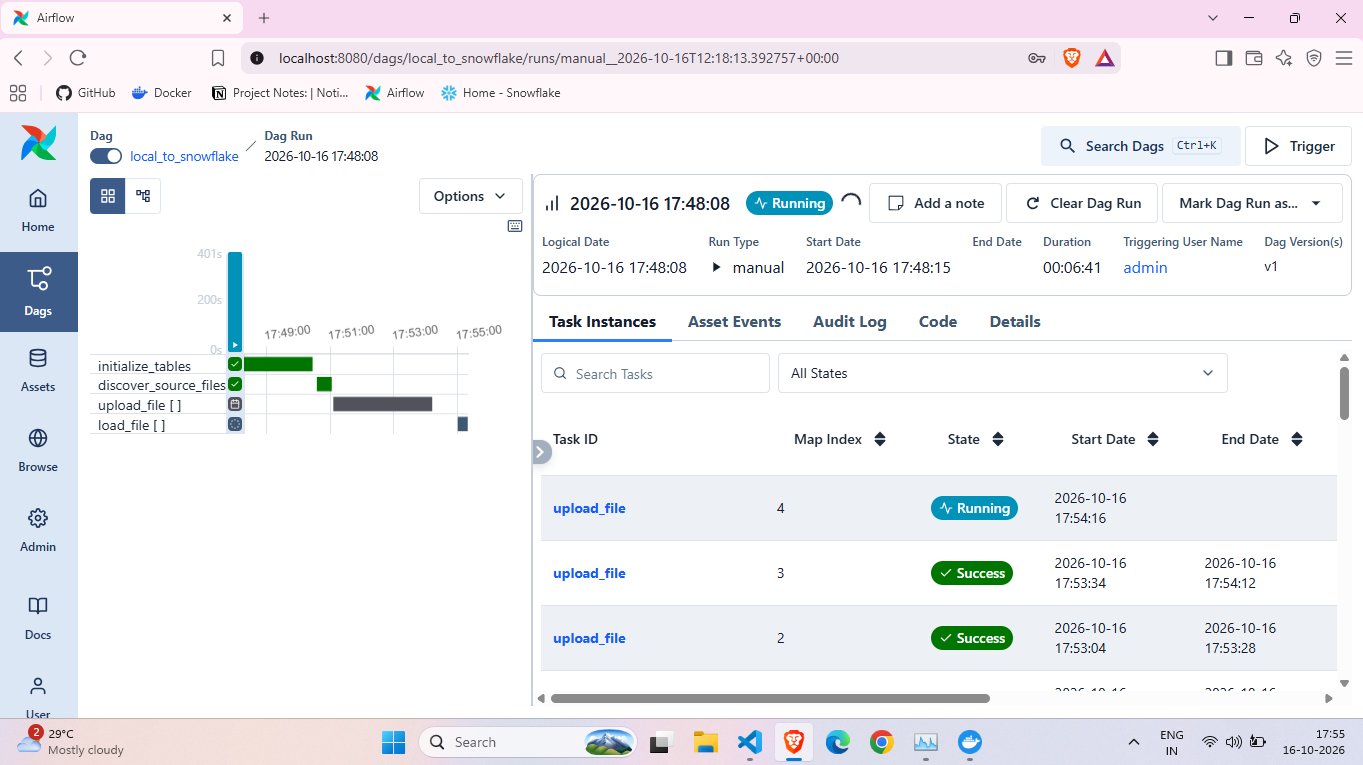 Airflow
localhost:8080/dags/local_to_snowflake/runs/manual__2026-10-16T12:18:13.392757+00:00
GitHub
Docker
Project Notes: | Noti...
Airflow
Home - Snowflake
Dag
local_to_snowflake
Dag Run
2026-10-16 17:48:08
Search Dags Ctrl+K
Trigger
Home
Dags
Assets
Browse
Admin
Docs
User
Options
401s
200s
0s
17:49:00 17:51:00 17:53:00 17:55:00
initialize_tables
discover_source_files
upload_file [ ]
load_file [ ]
2026-10-16 17:48:08 Running
Add a note
Clear Dag Run
Mark Dag Run as...
Logical Date Run Type Start Date End Date Duration Triggering User Name Dag Version(s)
2026-10-16 17:48:08 manual 2026-10-16 17:48:15 00:06:41 admin v1
Task Instances Asset Events Audit Log Code Details
Search Tasks
All States
Task ID Map Index State Start Date End Date
upload_file 4 Running 2026-10-16
17:54:16
upload_file 3 Success 2026-10-16 2026-10-16
17:53:34 17:54:12
upload_file 2 Success 2026-10-16 2026-10-16
17:53:04 17:53:28
2
29°C
Mostly cloudy
Search
ENG
IN
17:55
16-10-2026